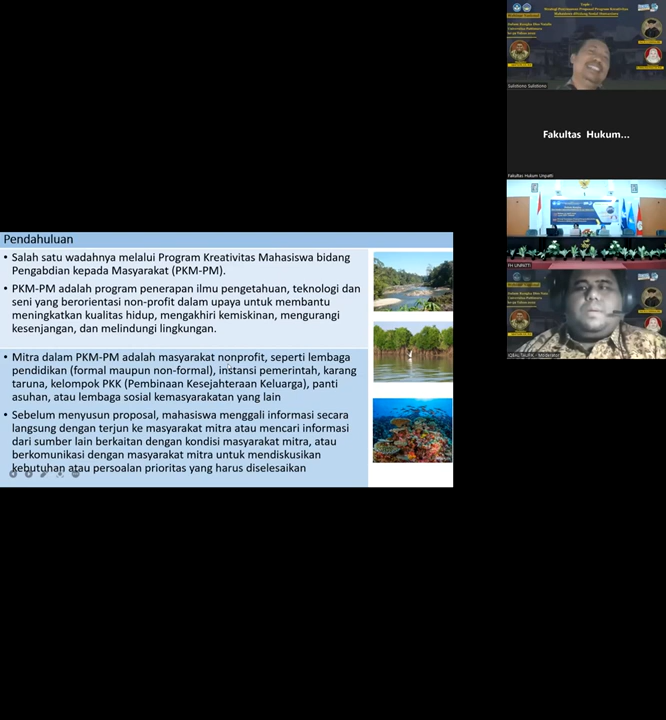 Pendahuluan
• Salah satu wadahnya melalui Program Kreativitas Mahasiswa bidang
Pengabdian kepada Masyarakat (PKM-PM).
• PKM-PM adalah program penerapan ilmu pengetahuan, teknologi dan
seni yang berorientasi non-profit dalam upaya untuk membantu
meningkatkan kualitas hidup, mengakhiri kemiskinan, mengurangi
kesenjangan, dan melindungi lingkungan.
• Mitra dalam PKM-PM adalah masyarakat nonprofit, seperti lembaga
pendidikan (formal maupun non-formal), instansi pemerintah, karang
taruna, kelompok PKK (Pembinaan Kesejahteraan Keluarga), panti
asuhan, atau lembaga sosial kemasyarakatan yang lain
• Sebelum menyusun proposal, mahasiswa menggali informasi secara
langsung dengan terjun ke masyarakat mitra atau mencari informasi
dari sumber lain berkaitan dengan kondisi masyarakat mitra, atau
berkomunikasi dengan masyarakat mitra untuk mendiskusikan
kebutuhan atau persoalan prioritas yang harus diselesaikan
Fakultas Hukum...
Fakultas Hukum Unpatti
FH UNPATTI
- Moderator